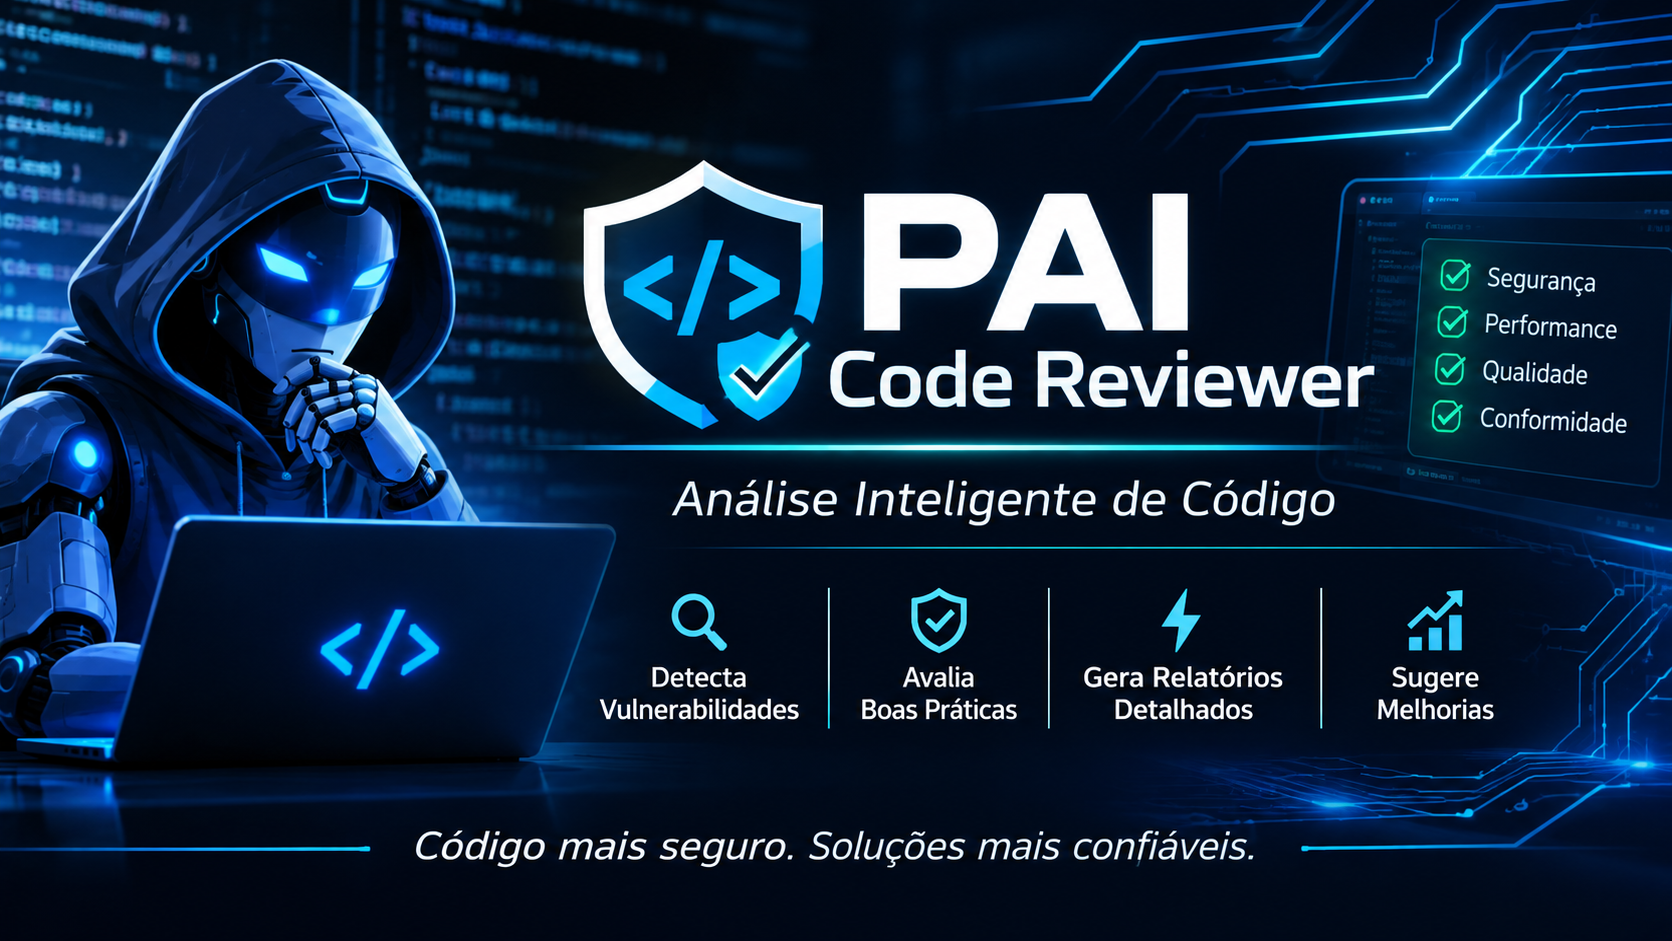 </>
PAI
Code Reviewer
Segurança
Performance
Qualidade
Conformidade
Análise Inteligente de Código
Detecta
Vulnerabilidades
Avalia
Boas Práticas
Gera Relatórios
Detalhados
Sugere
Melhorias
</>
Código mais seguro. Soluções mais confiáveis.